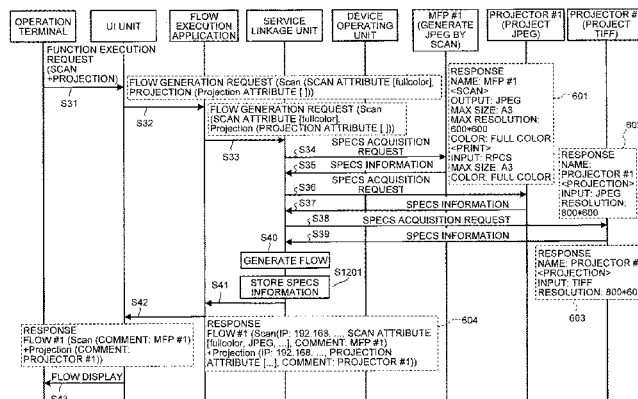 OPERATION TERMINAL
UI UNIT
FLOW EXECUTION APPLICATION
SERVICE LINKAGE UNIT
DEVICE OPERATING UNIT
MFP #1 (GENERATE JPEG BY SCAN)
PROJECTOR #1 (PROJECT JPEG)
PROJECTOR #
(PROJECT TIFF)
FUNCTION EXECUTION
REQUEST
(SCAN
+PROJECTION)
S31
FLOW GENERATION REQUEST (Scan (SCAN ATTRIBUTE [fullcolor],
PROJECTION (Projection ATTRIBUTE [ ]))
S32
FLOW GENERATION REQUEST (Scan
(SCAN ATTRIBUTE [fullcolor],
Projection (PROJECTION ATTRIBUTE [ ]))
S33
S34
SPECS ACQUISITION
REQUEST
S35
SPECS INFORMATION
S36
SPECS ACQUISITION
REQUEST
S37
SPECS INFORMATION
S38
SPECS ACQUISITION REQUEST
S39
SPECS INFORMATION
RESPONSE
NAME: MFP #1
<SCAN>
OUTPUT: JPEG
MAX SIZE: A3
MAX RESOLUTION:
600*600
COLOR: FULL COLOR
<PRINT>
INPUT: RPCS
MAX SIZE: A3
COLOR: FULL COLOR
601
RESPONSE
NAME:
PROJECTOR #1
<PROJECTION>
INPUT: JPEG
RESOLUTION:
800*600
S40
GENERATE FLOW
S1201
STORE SPECS
INFORMATION
RESPONSE
NAME: PROJECTOR #
<PROJECTION>
INPUT: TIFF
RESOLUTION: 800*60
603
S41
S42
604
RESPONSE
FLOW #1 (Scan (COMMENT: MFP #1)
+Projection (COMMENT:
PROJECTOR #1))
RESPONSE
FLOW #1 (Scan(IP: 192.168. ..., SCAN ATTRIBUTE
[fullcolor, JPEG, ...], COMMENT: MFP #1)
+Projection (IP: 192.168. ..., PROJECTION
ATTRIBUTE [...], COMMENT: PROJECTOR #1))
FLOW DISPLAY
S43